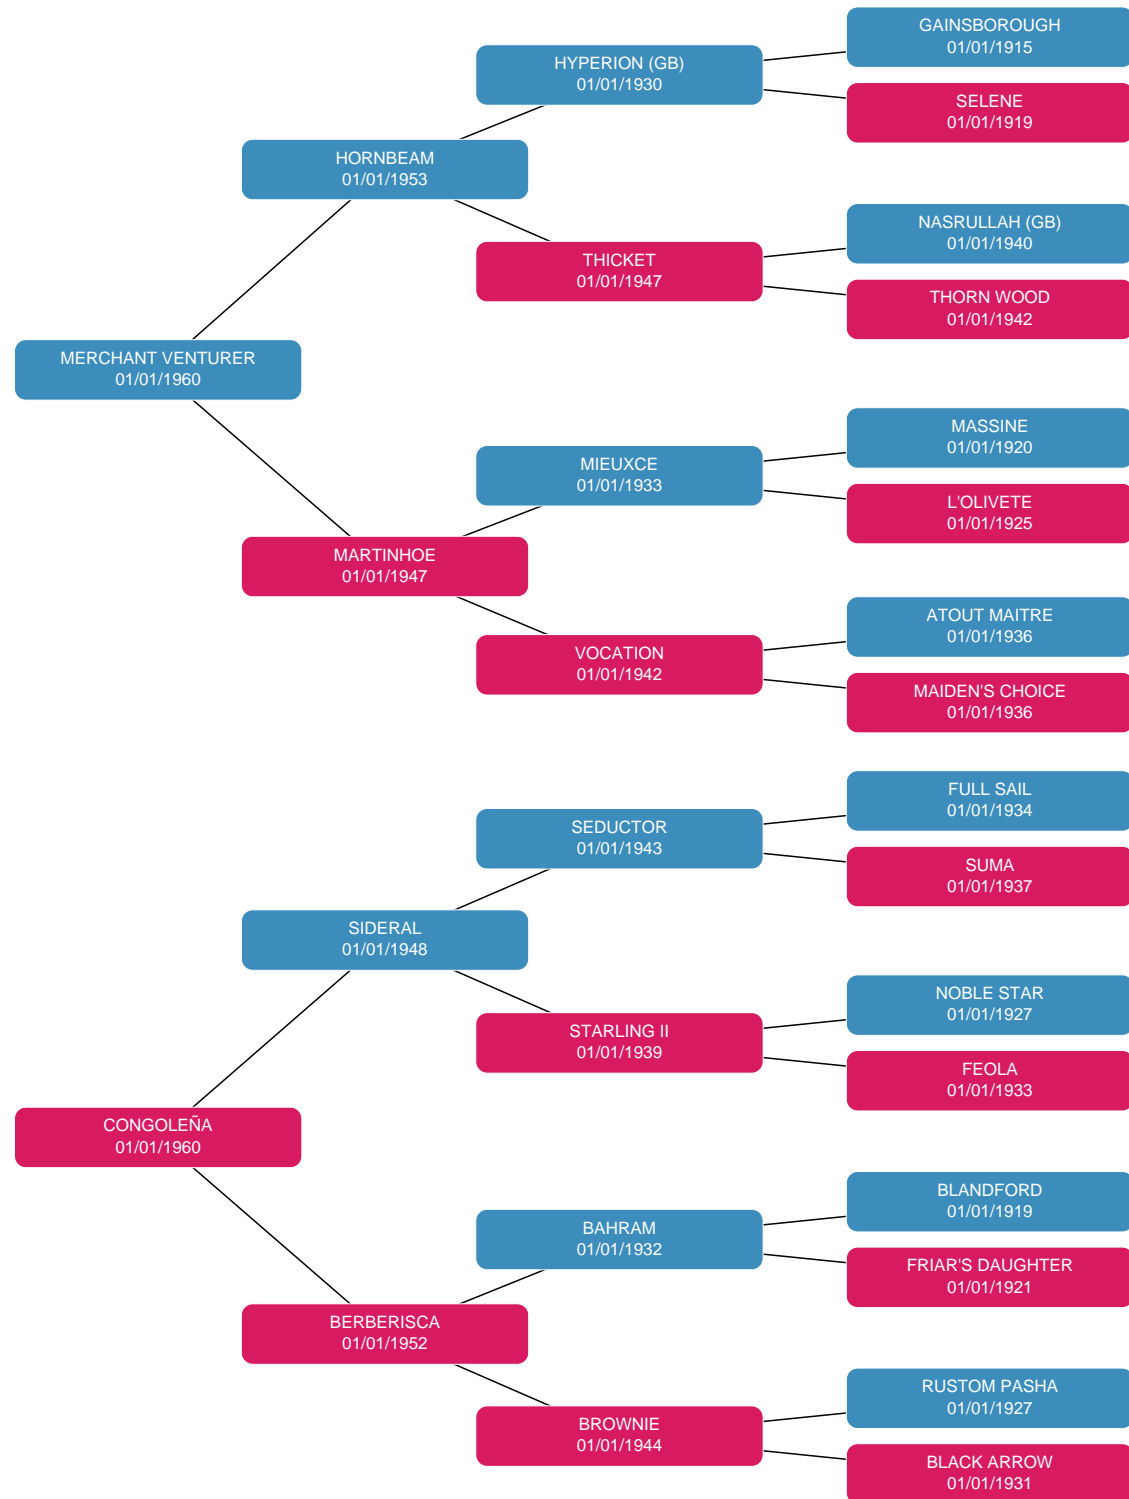 GAINSBOROUGH
01/01/1915
HYPERION (GB)
01/01/1930
SELENE
01/01/1919
HORNBEAM
01/01/1953
NASRULLAH (GB)
01/01/1940
THICKET
01/01/1947
THORN WOOD
01/01/1942
MERCHANT VENTURER
01/01/1960
MASSINE
01/01/1920
MIEUXCE
01/01/1933
L'OLIVETE
01/01/1925
MARTINHOE
01/01/1947
ATOUT MAITRE
01/01/1936
VOCATION
01/01/1942
MAIDEN'S CHOICE
01/01/1936
FULL SAIL
01/01/1934
SEDUCTOR
01/01/1943
SUMA
01/01/1937
SIDERAL
01/01/1948
NOBLE STAR
01/01/1927
STARLING II
01/01/1939
FEOLA
01/01/1933
CONGOLEÑA
01/01/1960
BLANDFORD
01/01/1919
BAHRAM
01/01/1932
FRIAR'S DAUGHTER
01/01/1921
BERBERISCA
01/01/1952
RUSTOM PASHA
01/01/1927
BROWNIE
01/01/1944
BLACK ARROW
01/01/1931